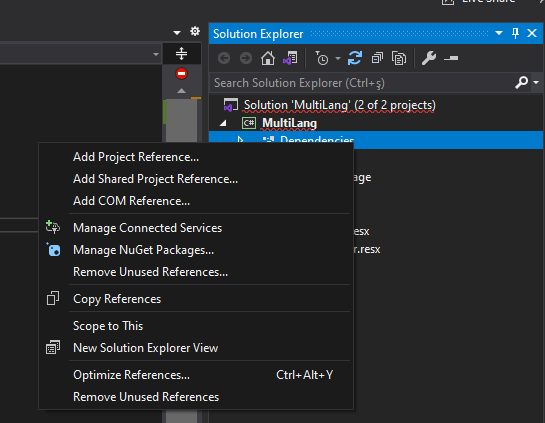 Live Share
Solution Explorer
Search Solution Explorer (Ctrl+ş)
Solution 'MultiLang' (2 of 2 projects)
C# MultiLang
Dependencies
Add Project Reference...
Add Shared Project Reference...
age
Add COM Reference...
Manage Connected Services
.resx
Manage NuGet Packages...
r.resx
Remove Unused References...
Copy References
Scope to This
New Solution Explorer View
Optimize References... Ctrl+Alt+Y
Remove Unused References